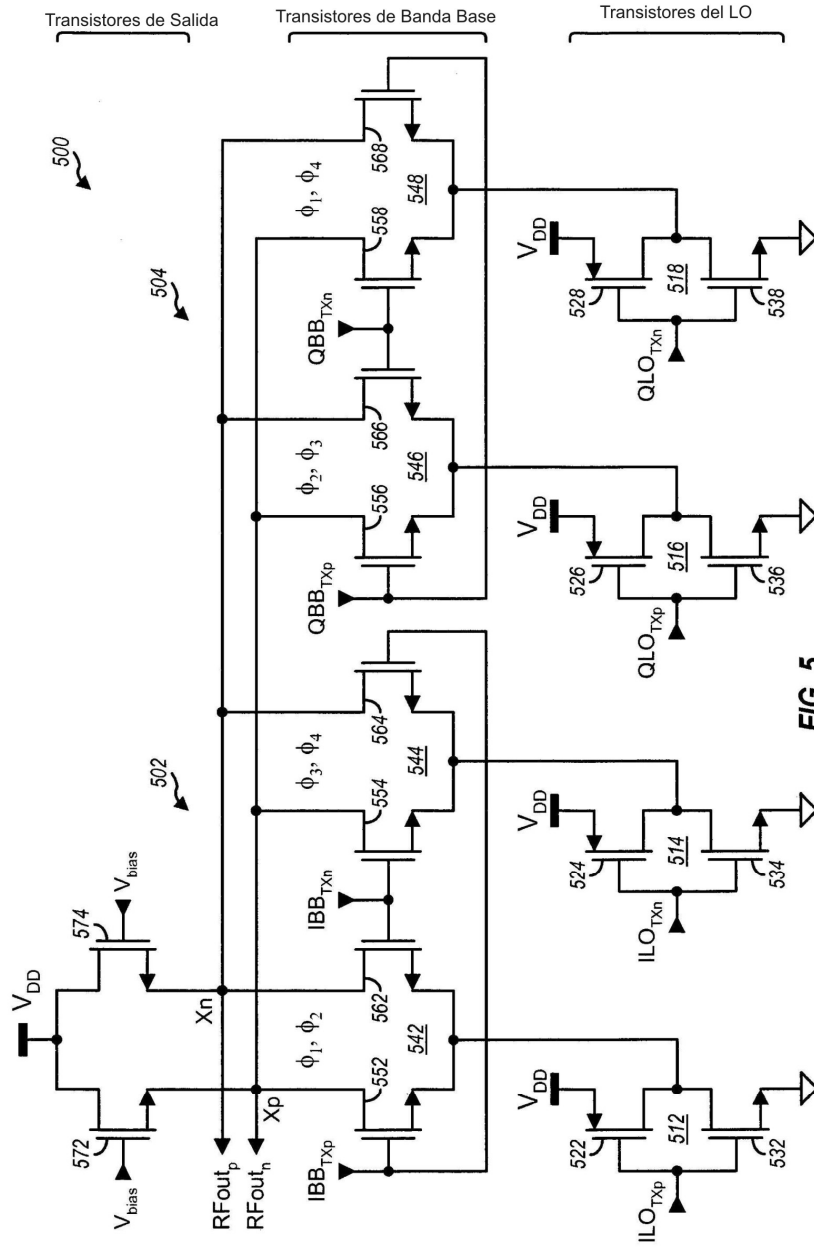 Transistores de Salida
Transistores de Banda Base
Transistores del LO
500
504
502
V_DD
572
574
V_bias
V_bias
Xn
Xp
RFout_p
RFout_n
ϕ1, ϕ2
ϕ3, ϕ4
ϕ2, ϕ3
ϕ1, ϕ4
552
562
554
564
556
566
558
568
542
544
546
548
IBB_TXp
IBB_TXn
QBB_TXp
QBB_TXn
V_DD
V_DD
V_DD
V_DD
522
524
526
528
512
514
516
518
532
534
536
538
ILO_TXp
ILO_TXn
QLO_TXp
QLO_TXn
FIG. 5